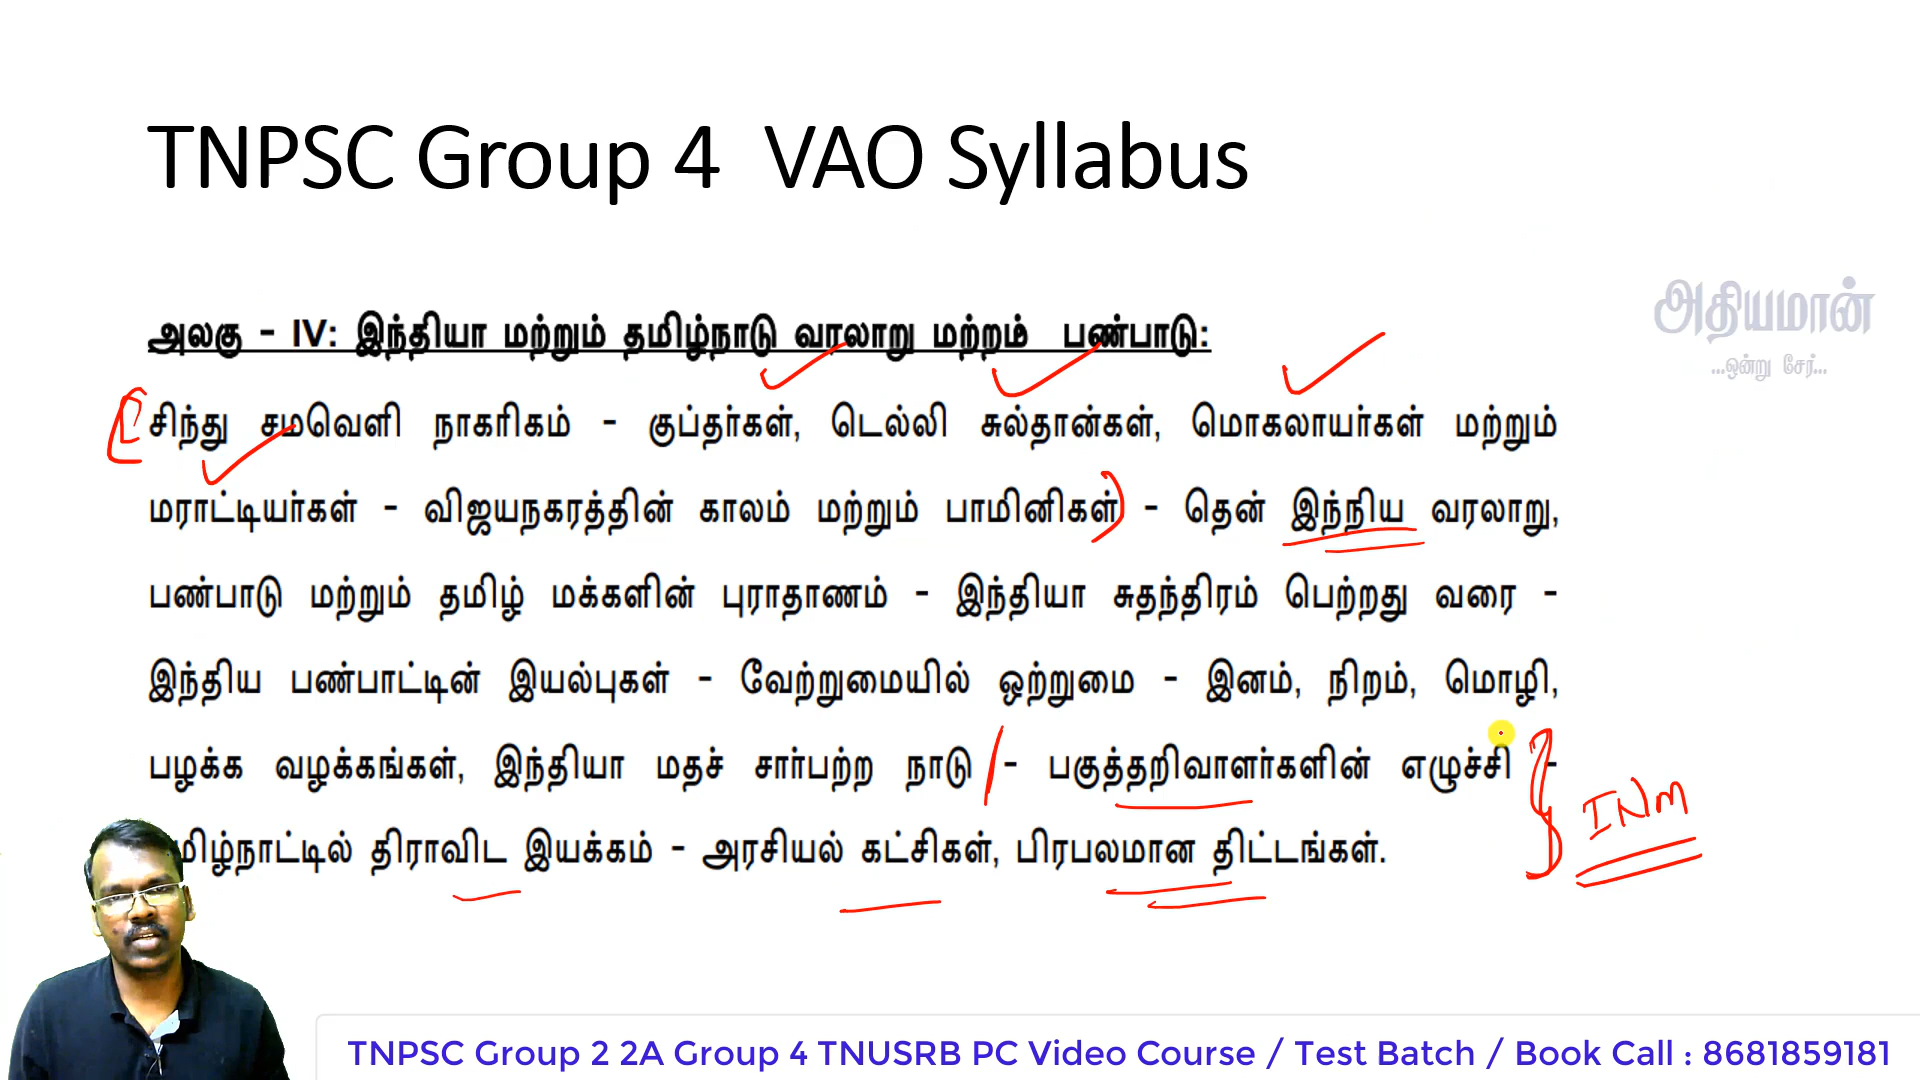 TNPSC Group 4 VAO Syllabus
அதியமான்
...ஒன்று சேர்...
அலகு - IV: இந்தியா மற்றும் தமிழ்நாடு வரலாறு மற்றம் பண்பாடு:
சிந்து சமவெளி நாகரிகம் - குப்தர்கள், டெல்லி சுல்தான்கள், மொகலாயர்கள் மற்றும்
மராட்டியர்கள் - விஜயநகரத்தின் காலம் மற்றும் பாமினிகள் - தென் இந்நிய வரலாறு,
பண்பாடு மற்றும் தமிழ் மக்களின் புராதாணம் - இந்தியா சுதந்திரம் பெற்றது வரை -
இந்திய பண்பாட்டின் இயல்புகள் - வேற்றுமையில் ஒற்றுமை - இனம், நிறம், மொழி,
பழக்க வழக்கங்கள், இந்தியா மதச் சார்பற்ற நாடு - பகுத்தறிவாளர்களின் எழுச்சி -
மிழ்நாட்டில் திராவிட இயக்கம் - அரசியல் கட்சிகள், பிரபலமான திட்டங்கள்.
INM
TNPSC Group 2 2A Group 4 TNUSRB PC Video Course / Test Batch / Book Call : 8681859181